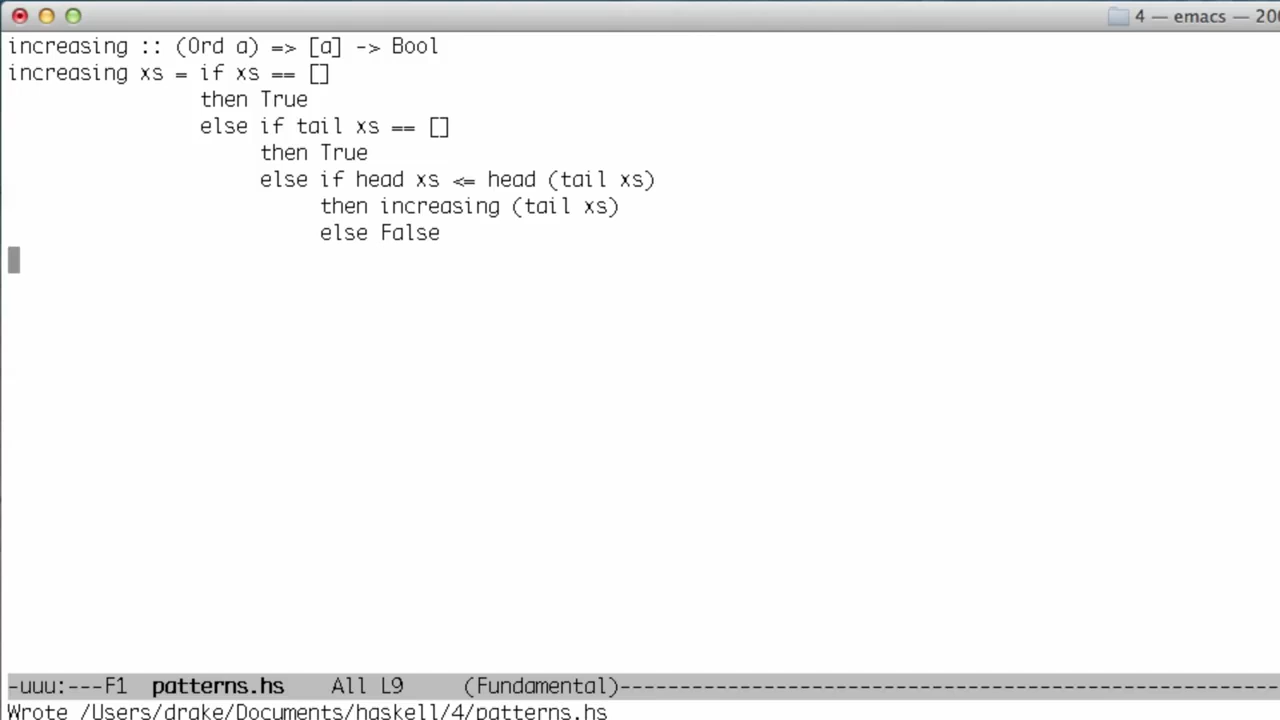 4 — emacs — 200
increasing :: (Ord a) => [a] -> Bool
increasing xs = if xs == []
                then True
                else if tail xs == []
                     then True
                     else if head xs <= head (tail xs)
                          then increasing (tail xs)
                          else False
-uuu:---F1  patterns.hs    All L9     (Fundamental)-------------------------------------------------------
Wrote /Users/drake/Documents/haskell/4/patterns.hs